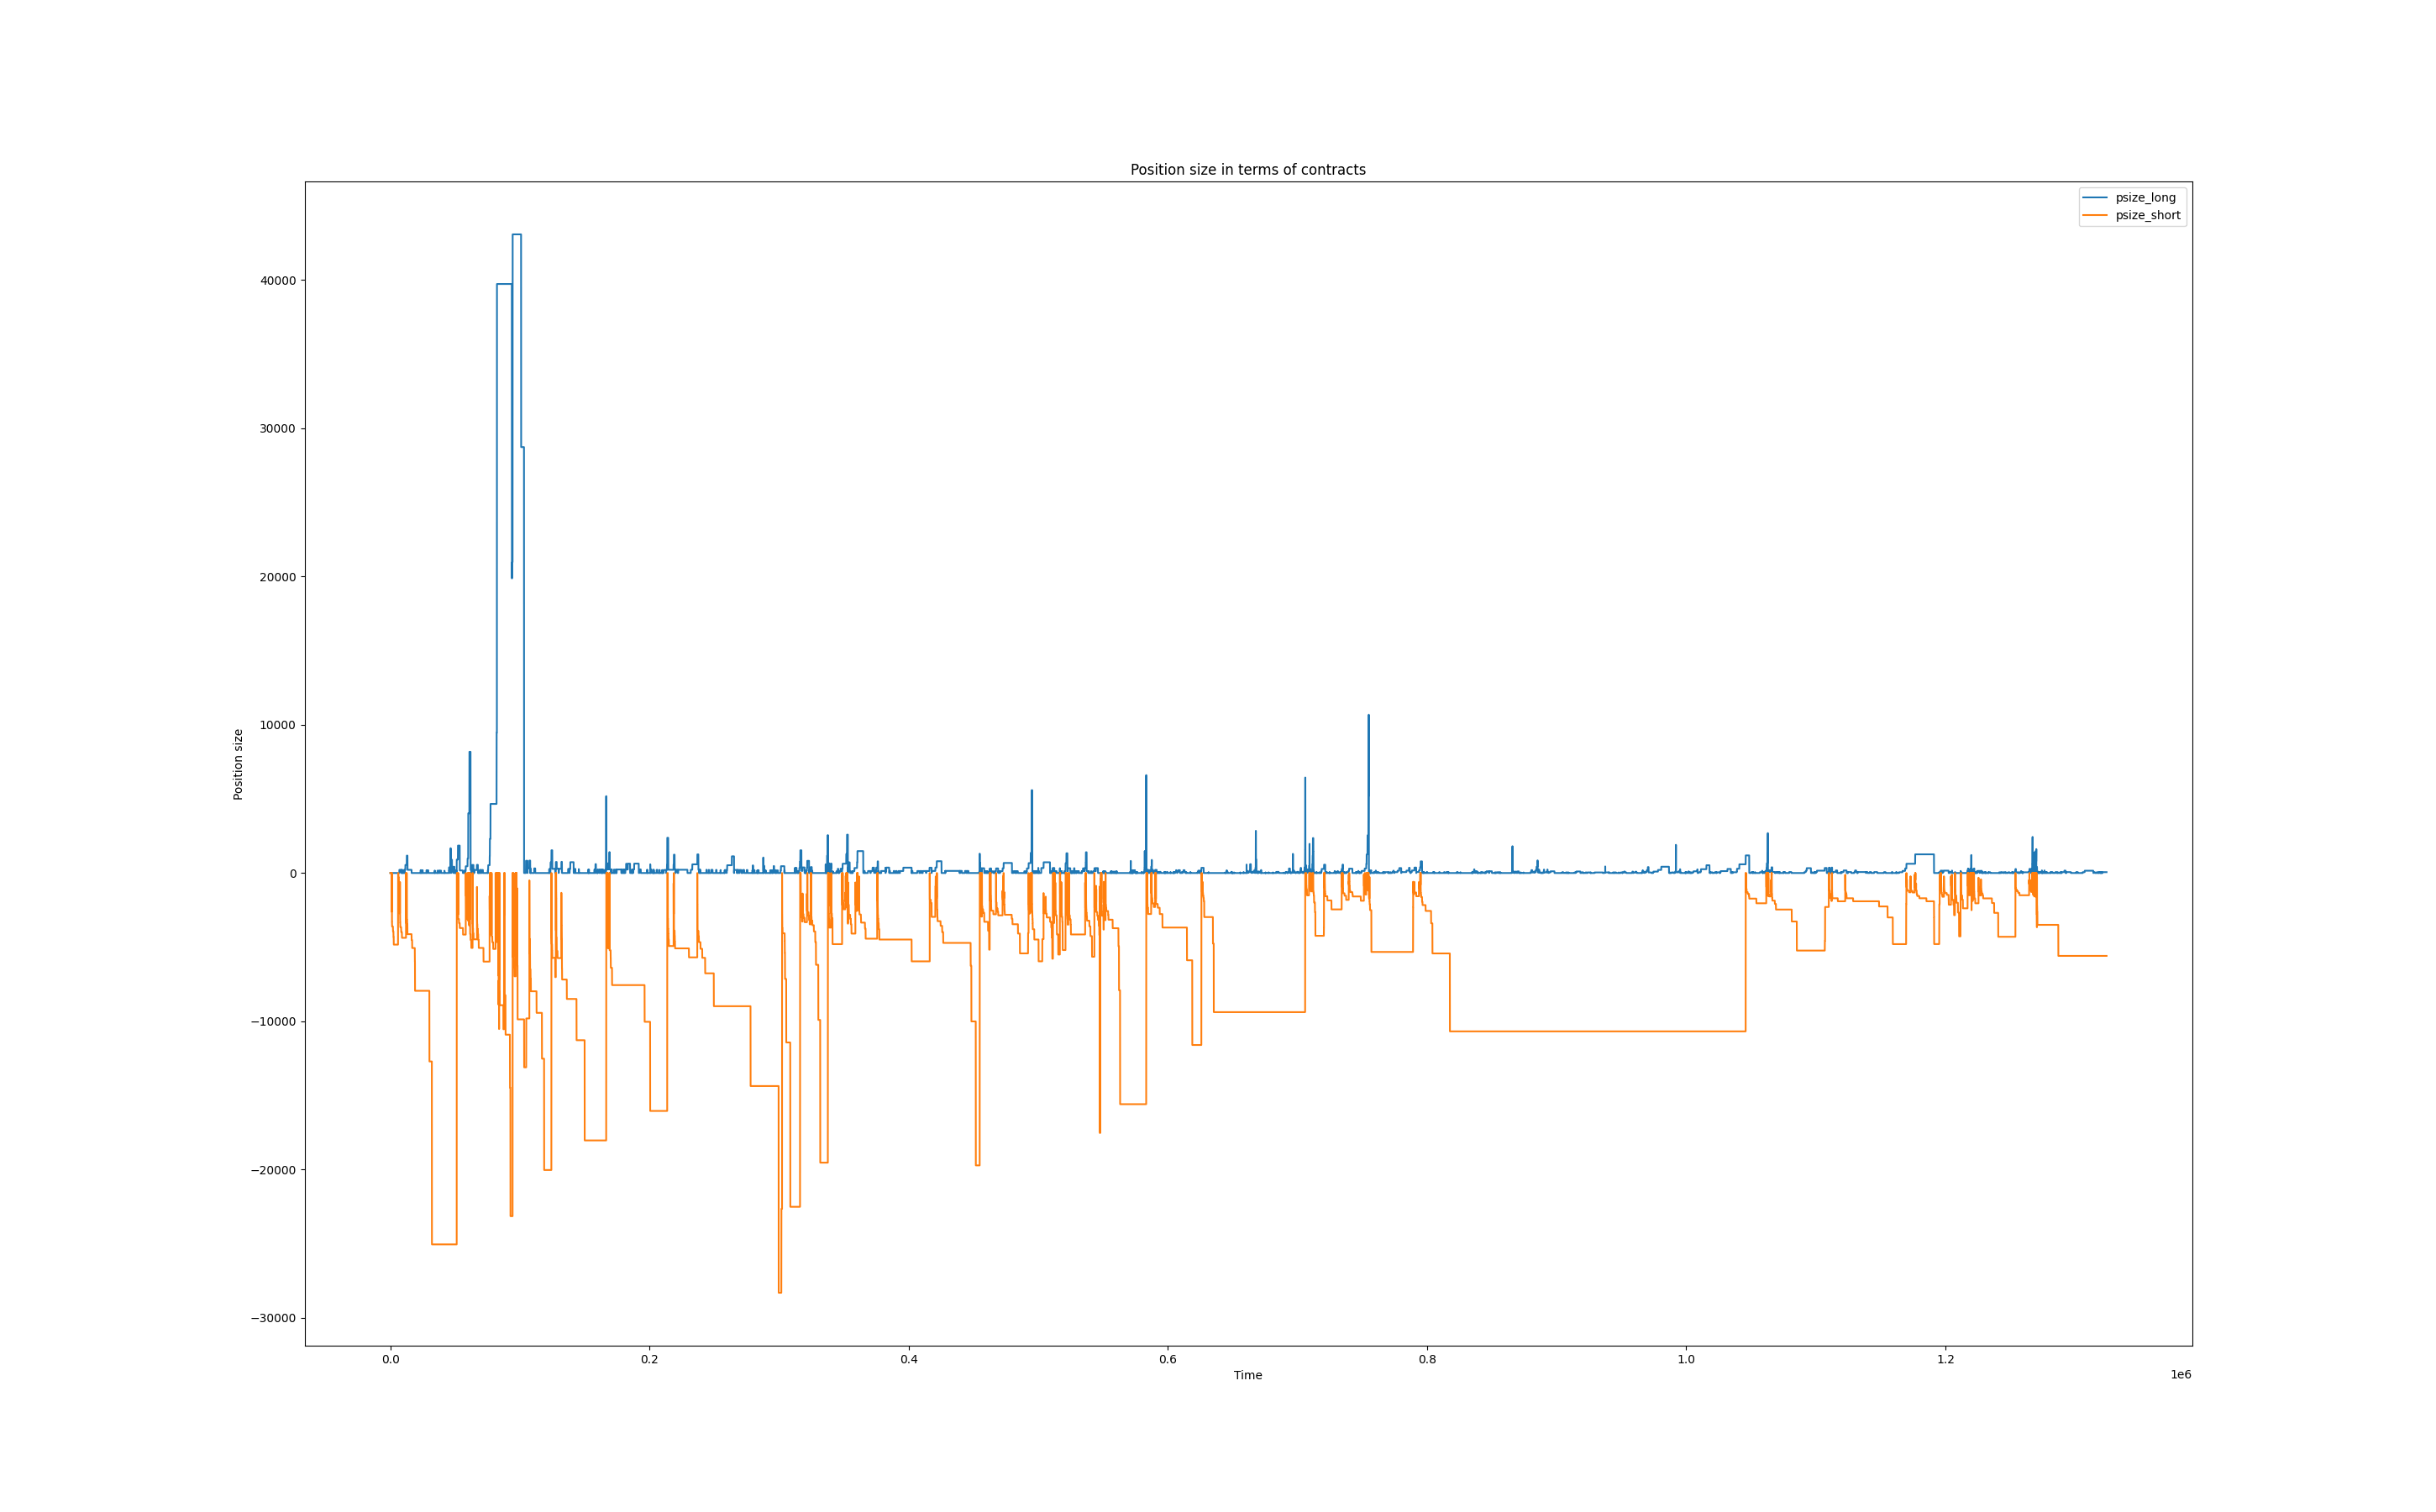 Position size in terms of contracts
psize_long
psize_short
40000
30000
20000
10000
0
−10000
−20000
−30000
Position size
0.0
0.2
0.4
0.6
0.8
1.0
1.2
1e6
Time